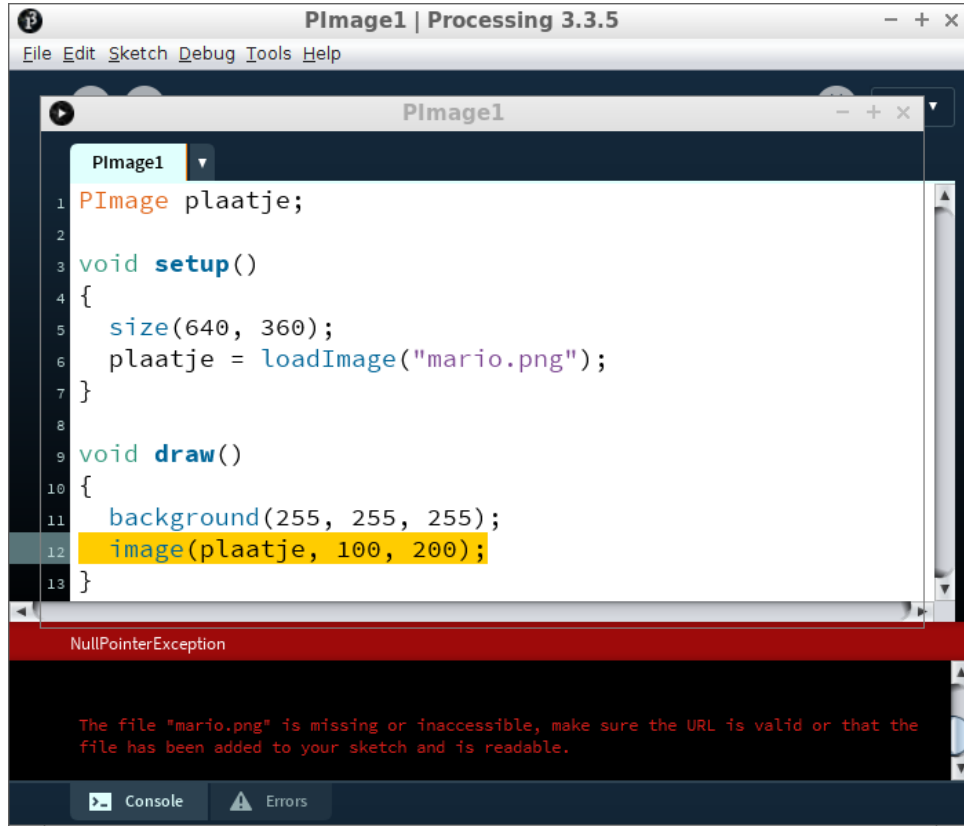 PImage1 | Processing 3.3.5
File Edit Sketch Debug Tools Help
PImage1
PImage1
1 PImage plaatje;
2
3 void setup()
4 {
5 size(640, 360);
6 plaatje = loadImage("mario.png");
7 }
8
9 void draw()
10 {
11 background(255, 255, 255);
12 image(plaatje, 100, 200);
13 }
NullPointerException
The file "mario.png" is missing or inaccessible, make sure the URL is valid or that the
file has been added to your sketch and is readable.
Console Errors